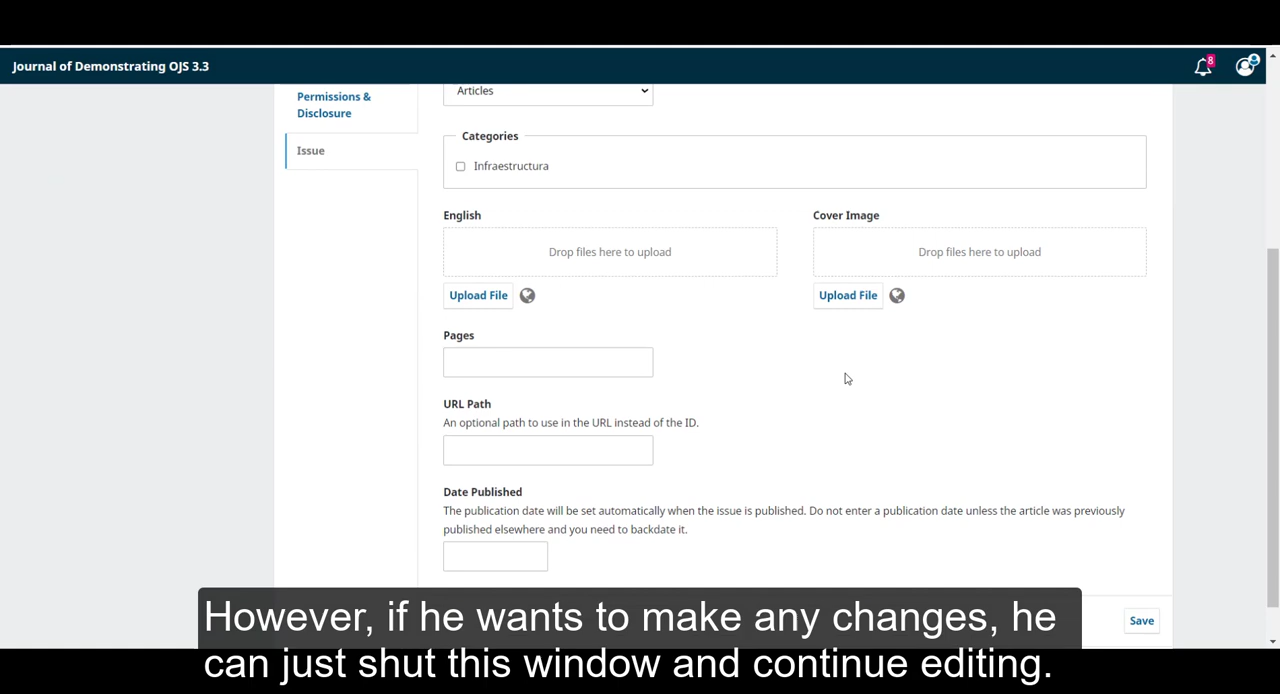 Journal of Demonstrating OJS 3.3
8
Permissions &
Disclosure
Issue
Articles
Categories
Infraestructura
English
Drop files here to upload
Upload File
Cover Image
Drop files here to upload
Upload File
Pages
URL Path
An optional path to use in the URL instead of the ID.
Date Published
The publication date will be set automatically when the issue is published. Do not enter a publication date unless the article was previously
published elsewhere and you need to backdate it.
Save
However, if he wants to make any changes, he
can just shut this window and continue editing.